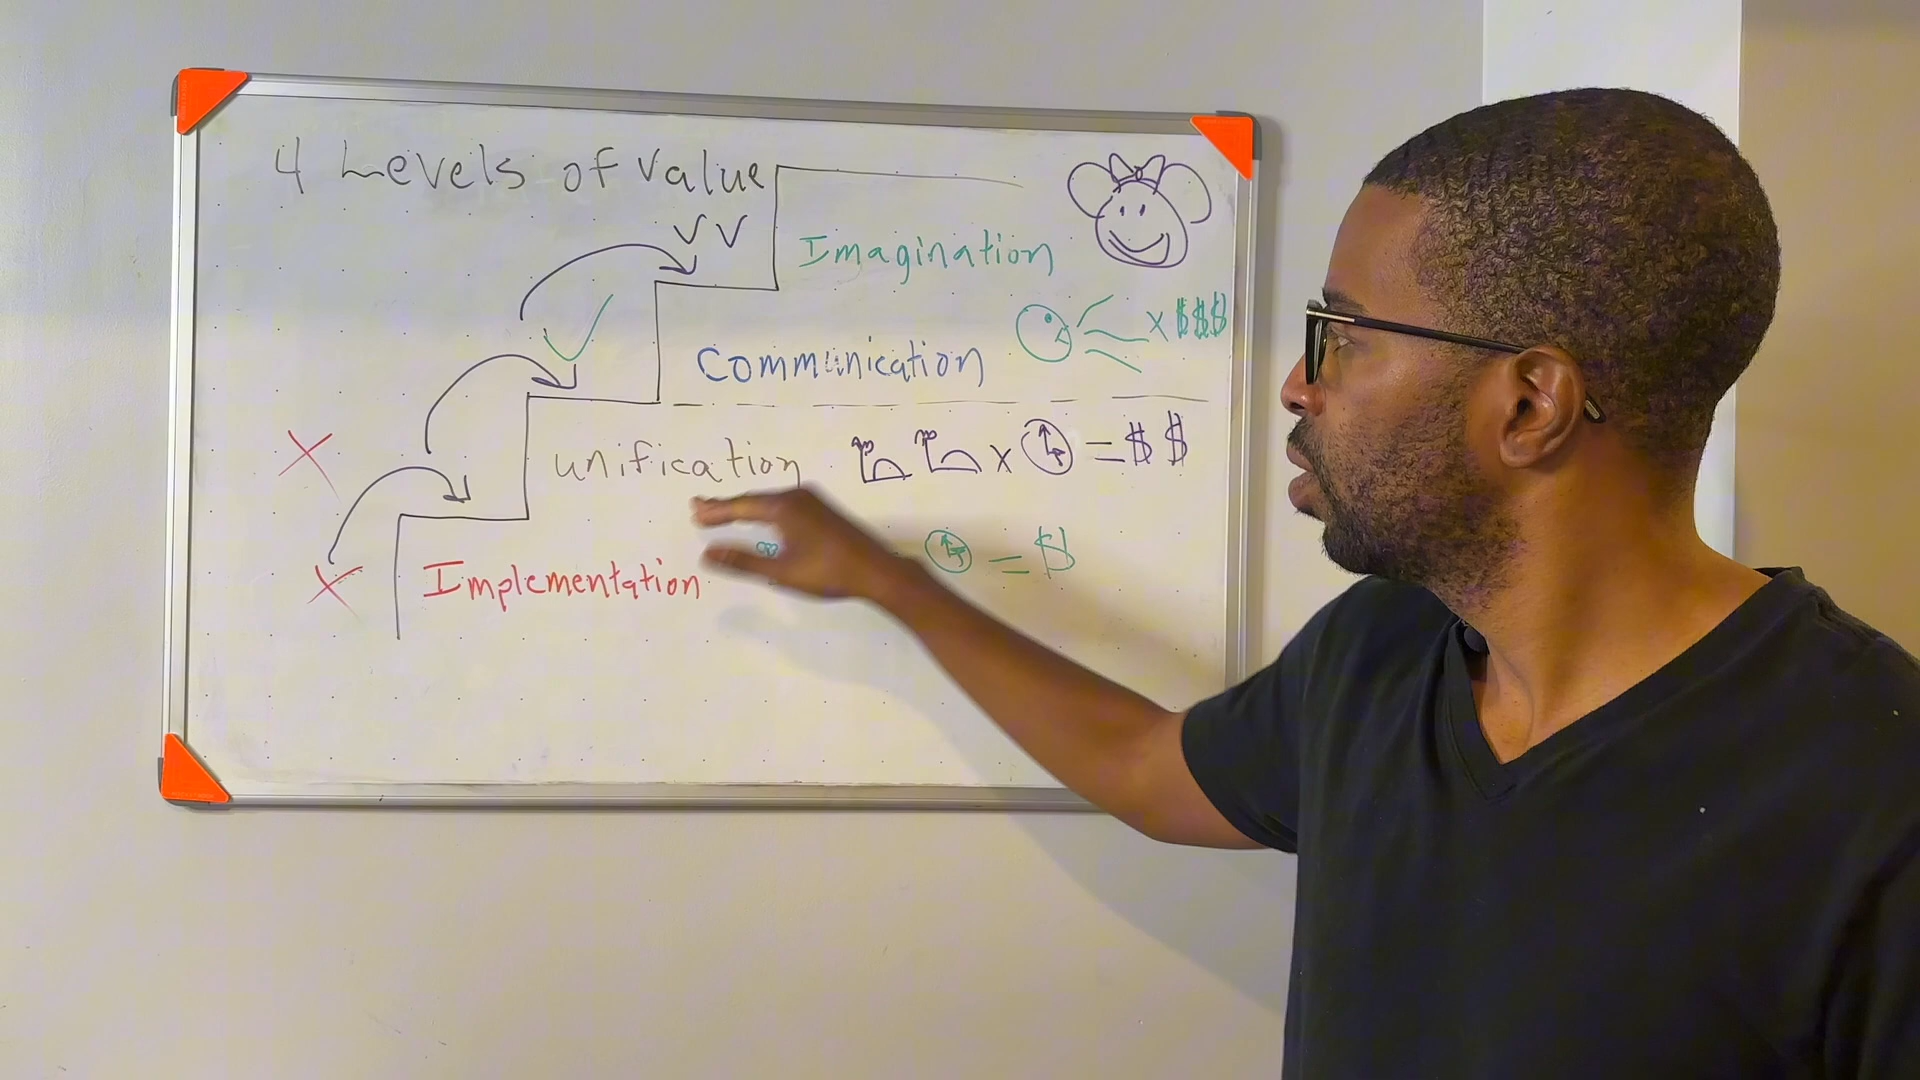 4 Levels of value
Imagination
x $$$
Communication
unification x = $ $
Implementation = $